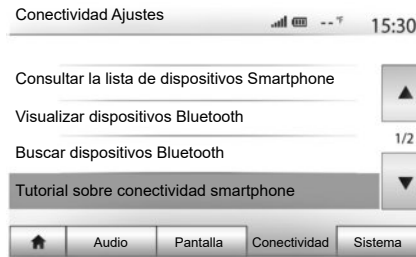 Conectividad Ajustes -- °F 15:30
Consultar la lista de dispositivos Smartphone
Visualizar dispositivos Bluetooth
1/2
Buscar dispositivos Bluetooth
Tutorial sobre conectividad smartphone
Audio Pantalla Conectividad Sistema